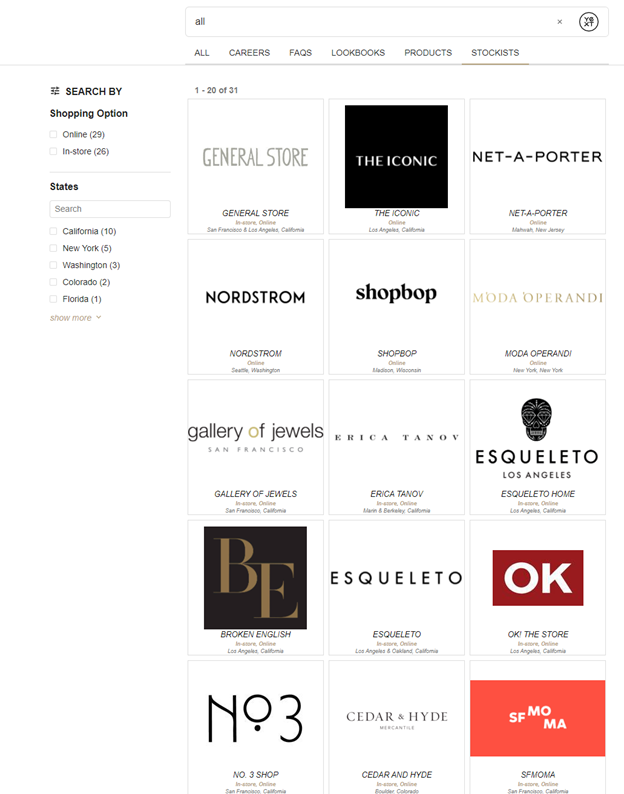 all
×
YEXT
ALL CAREERS FAQS LOOKBOOKS PRODUCTS STOCKISTS
SEARCH BY
Shopping Option
Online (29)
In-store (26)
States
Search
California (10)
New York (5)
Washington (3)
Colorado (2)
Florida (1)
show more
1 - 20 of 31
GENERAL STORE
GENERAL STORE
In-store, Online
San Francisco & Los Angeles, California
THE ICONIC
THE ICONIC
In-store, Online
Los Angeles, California
NET-A-PORTER
NET-A-PORTER
Online
Mahwah, New Jersey
NORDSTROM
NORDSTROM
Online
Seattle, Washington
shopbop
SHOPBOP
Online
Madison, Wisconsin
MODA OPERANDI
MODA OPERANDI
Online
New York, New York
gallery of jewels
SAN FRANCISCO
GALLERY OF JEWELS
In-store, Online
San Francisco, California
ERICA TANOV
ERICA TANOV
In-store, Online
Marin & Berkeley, California
ESQUELETO
LOS ANGELES
ESQUELETO HOME
In-store, Online
Los Angeles, California
BE
BROKEN ENGLISH
In-store, Online
Los Angeles, California
ESQUELETO
ESQUELETO
In-store, Online
Los Angeles & Oakland, California
OK
OK! THE STORE
In-store, Online
Los Angeles, California
No3
NO. 3 SHOP
In-store, Online
San Francisco, California
CEDAR & HYDE
MERCANTILE
CEDAR AND HYDE
In-store, Online
Boulder, Colorado
SF MO
MA
SFMOMA
In-store, Online
San Francisco, California